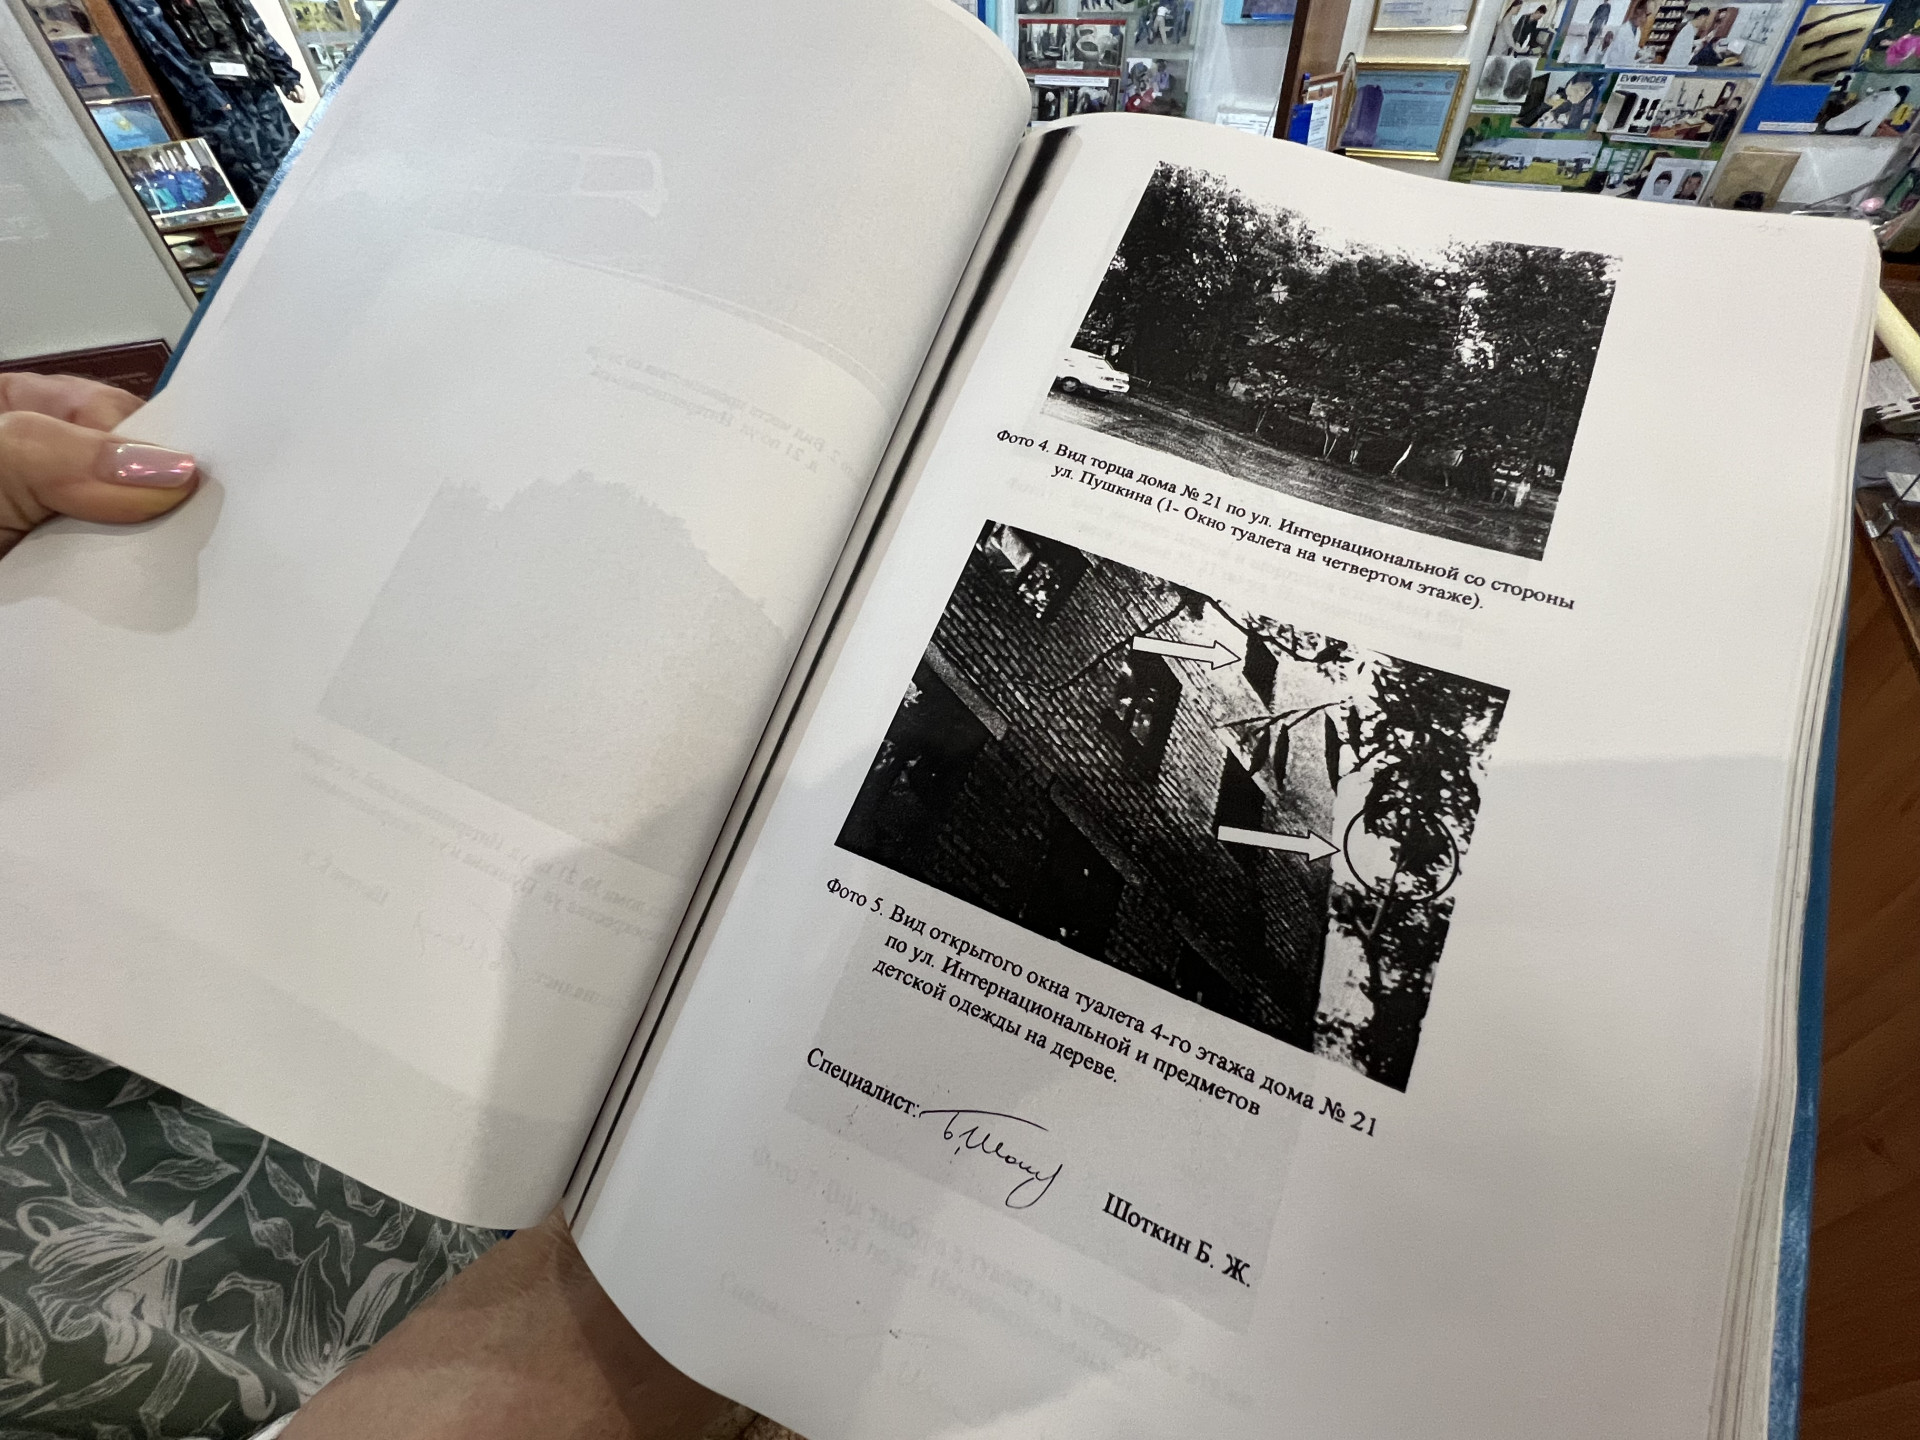 EVOFINDER
Фото 4. Вид торца дома № 21 по ул. Интернациональной со стороны
ул. Пушкина (1- Окно туалета на четвертом этаже).
Фото 5. Вид открытого окна туалета 4-го этажа дома № 21
по ул. Интернациональной и предметов
детской одежды на дереве.
Специалист:
Шоткин Б. Ж.